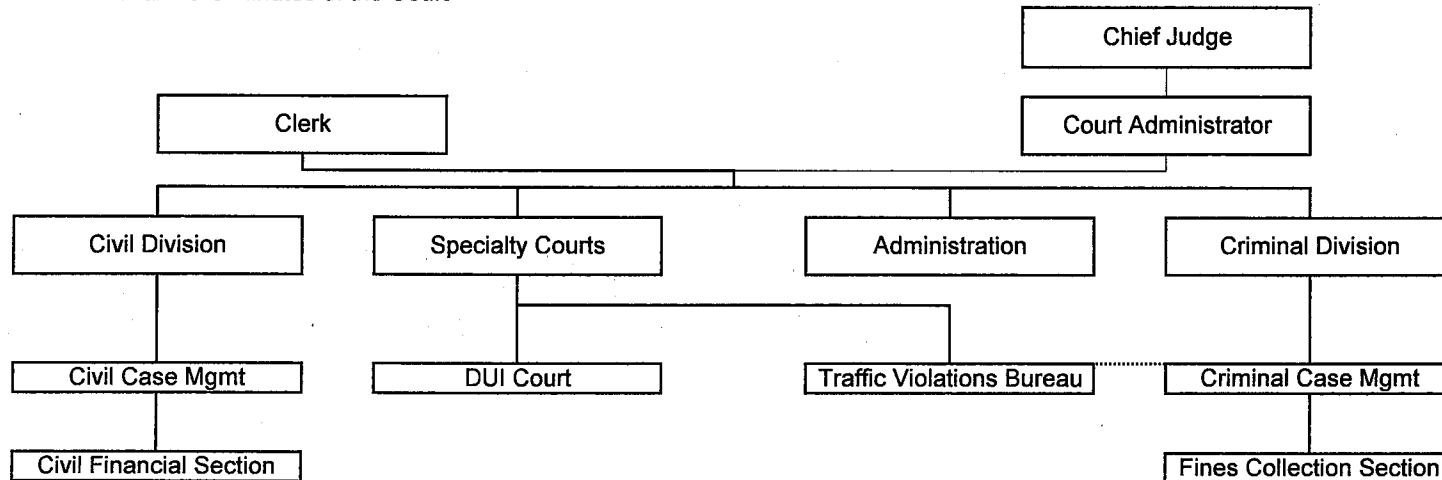 Chief Judge
Clerk
Court Administrator
Civil Division
Specialty Courts
Administration
Criminal Division
Civil Case Mgmt
DUI Court
Traffic Violations Bureau
Criminal Case Mgmt
Civil Financial Section
Fines Collection Section